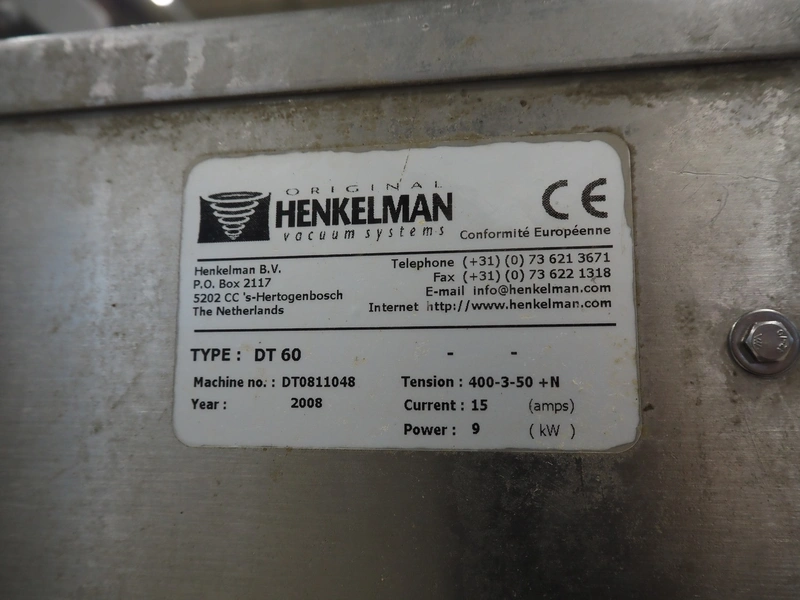 ORIGINAL
HENKELMAN
vacuum systems
CE
Conformité Européenne
Henkelman B.V.
P.O. Box 2117
5202 CC 's-Hertogenbosch
The Netherlands
Telephone (+31) (0) 73 621 3671
Fax (+31) (0) 73 622 1318
E-mail info@henkelman.com
Internet http://www.henkelman.com
TYPE : DT 60 - -
Machine no. : DT0811048
Year : 2008
Tension : 400-3-50 +N
Current : 15 (amps)
Power : 9 ( kW )